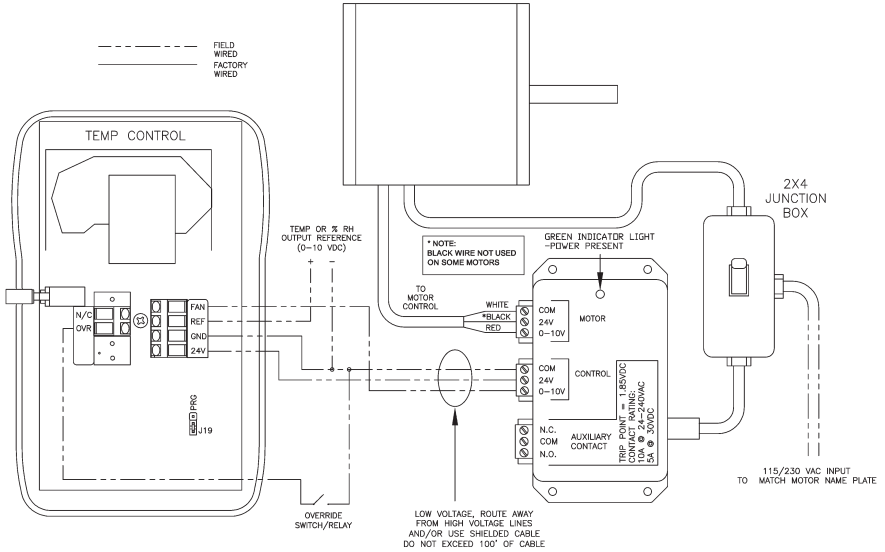 FIELD
WIRED
FACTORY
WIRED
TEMP CONTROL
2X4
JUNCTION
BOX
TEMP OR % RH
OUTPUT REFERENCE
(0-10 VDC)
+ -
* NOTE:
BLACK WIRE NOT USED
ON SOME MOTORS
GREEN INDICATOR LIGHT
-POWER PRESENT
TO
MOTOR
CONTROL
WHITE
*BLACK
RED
COM
24V
0-10V
MOTOR
N/C
OVR
FAN
REF
GND
24V
COM
24V
0-10V
CONTROL
PRG
J19
N.C.
COM
N.O.
AUXILIARY
CONTACT
TRIP POINT = 1.85VDC
CONTACT RATING:
10A @ 24-240VAC
5A @ 30VDC
115/230 VAC INPUT
TO MATCH MOTOR NAME PLATE
OVERRIDE
SWITCH/RELAY
LOW VOLTAGE, ROUTE AWAY
FROM HIGH VOLTAGE LINES
AND/OR USE SHIELDED CABLE
DO NOT EXCEED 100' OF CABLE